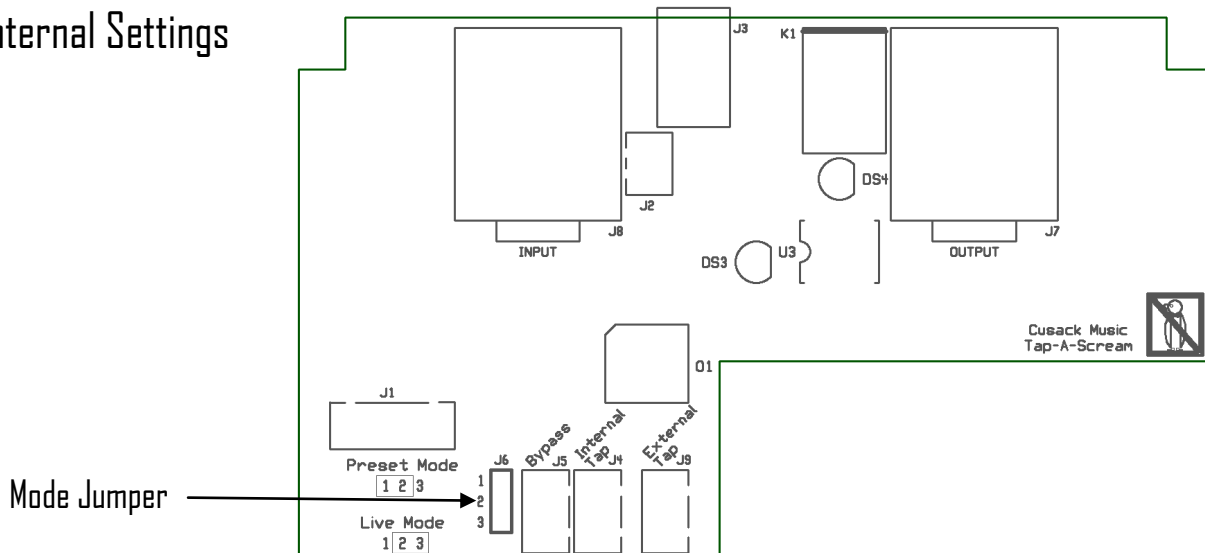 nternal Settings
J3
K1
DS4
J2
J8
J7
INPUT
DS3
U3
OUTPUT
Cusack Music
Tap-A-Scream
O1
J1
Bypass
Internal
Tap
External
Tap
J6
J5
J4
J9
Preset Mode
1 2 3
1
2
3
Mode Jumper
Live Mode
1 2 3